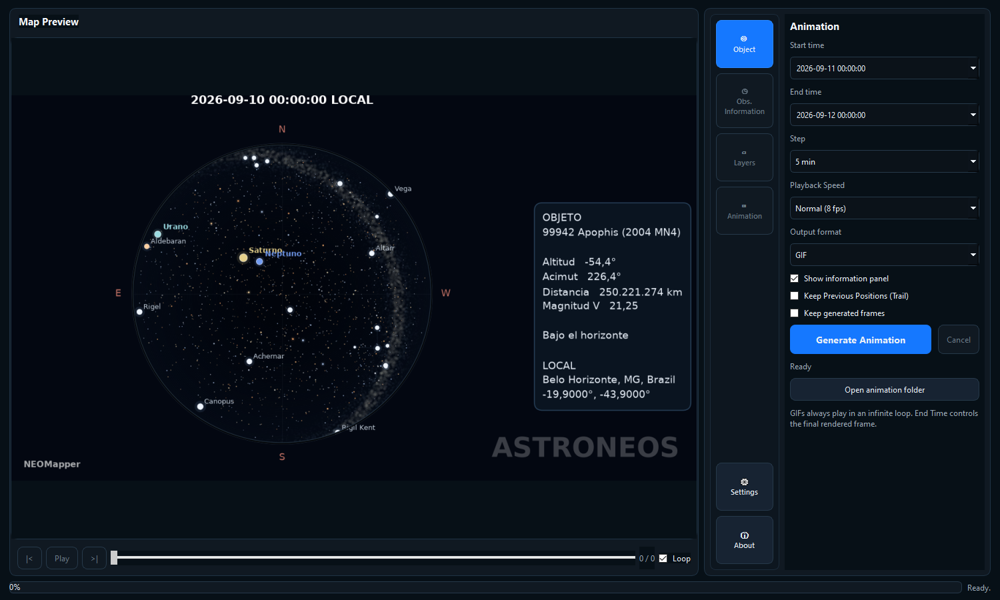 Map Preview
2026-09-10 00:00:00 LOCAL
N
Vega
Urano
Aldebaran
Saturno
Neptuno
Altair
E
W
Rigel
Achernar
Canopus
Rigil Kent
S
OBJETO
99942 Apophis (2004 MN4)
Altitud -54,4°
Acimut 226,4°
Distancia 250.221.274 km
Magnitud V 21,25
Bajo el horizonte
LOCAL
Belo Horizonte, MG, Brazil
-19,9000°, -43,9000°
ASTRONEOS
NEOMapper
|<
Play
>|
0 / 0
Loop
0%
Ready.
Object
Obs.
Information
Layers
Animation
Settings
About
Animation
Start time
2026-09-11 00:00:00
End time
2026-09-12 00:00:00
Step
5 min
Playback Speed
Normal (8 fps)
Output format
GIF
Show information panel
Keep Previous Positions (Trail)
Keep generated frames
Generate Animation
Cancel
Ready
Open animation folder
GIFs always play in an infinite loop. End Time controls
the final rendered frame.